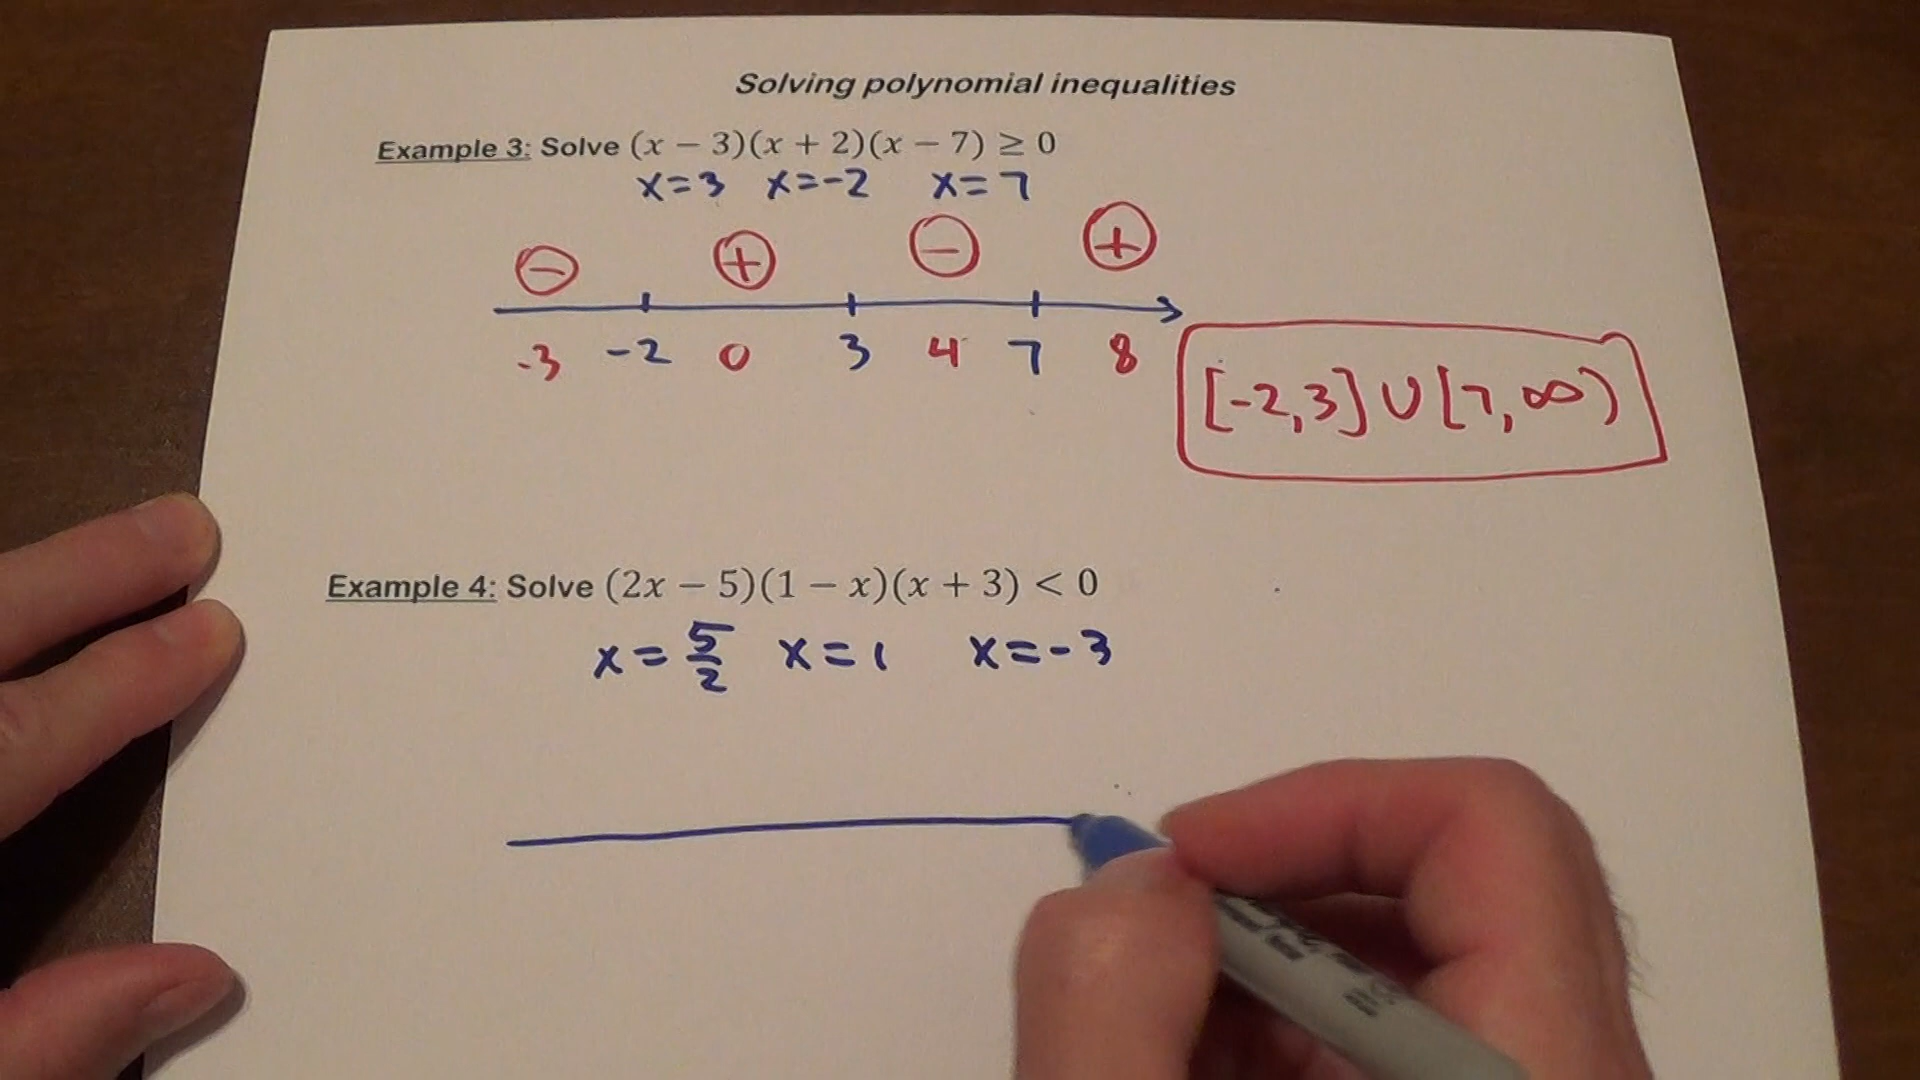 Solving polynomial inequalities
Example 3: Solve (x − 3)(x + 2)(x − 7) ≥ 0
x=3 x=-2 x=7
− + − +
-3 -2 0 3 4 7 8
[-2,3]∪[7,∞)
Example 4: Solve (2x − 5)(1 − x)(x + 3) < 0
x=5/2 x=1 x=-3